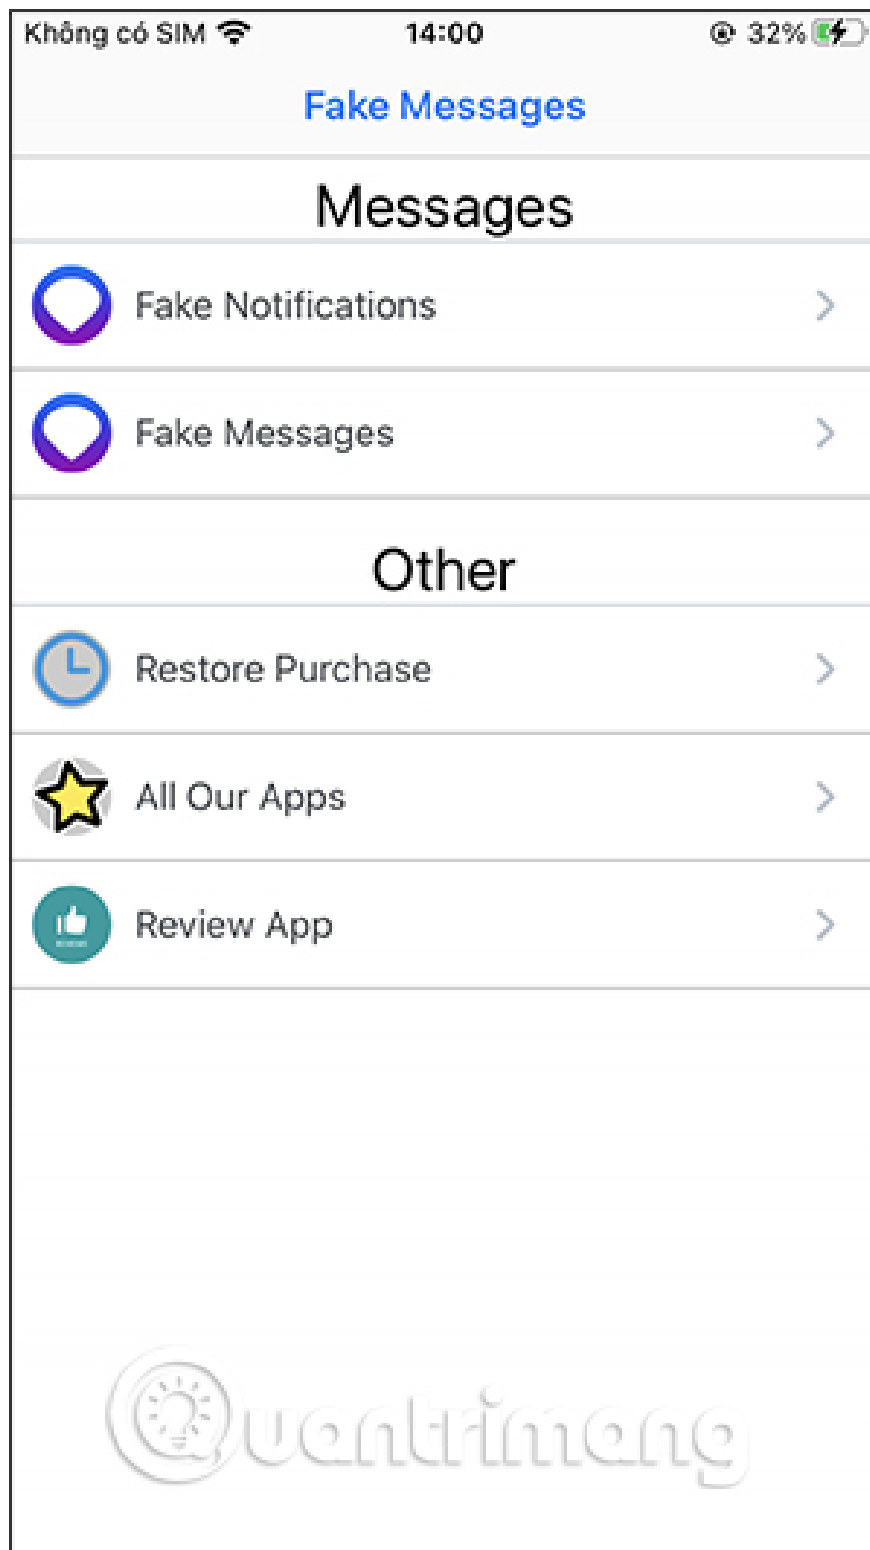 Không có SIM 14:00 32%
Fake Messages
Messages
Fake Notifications
Fake Messages
Other
Restore Purchase
All Our Apps
Review App
Quantrimang